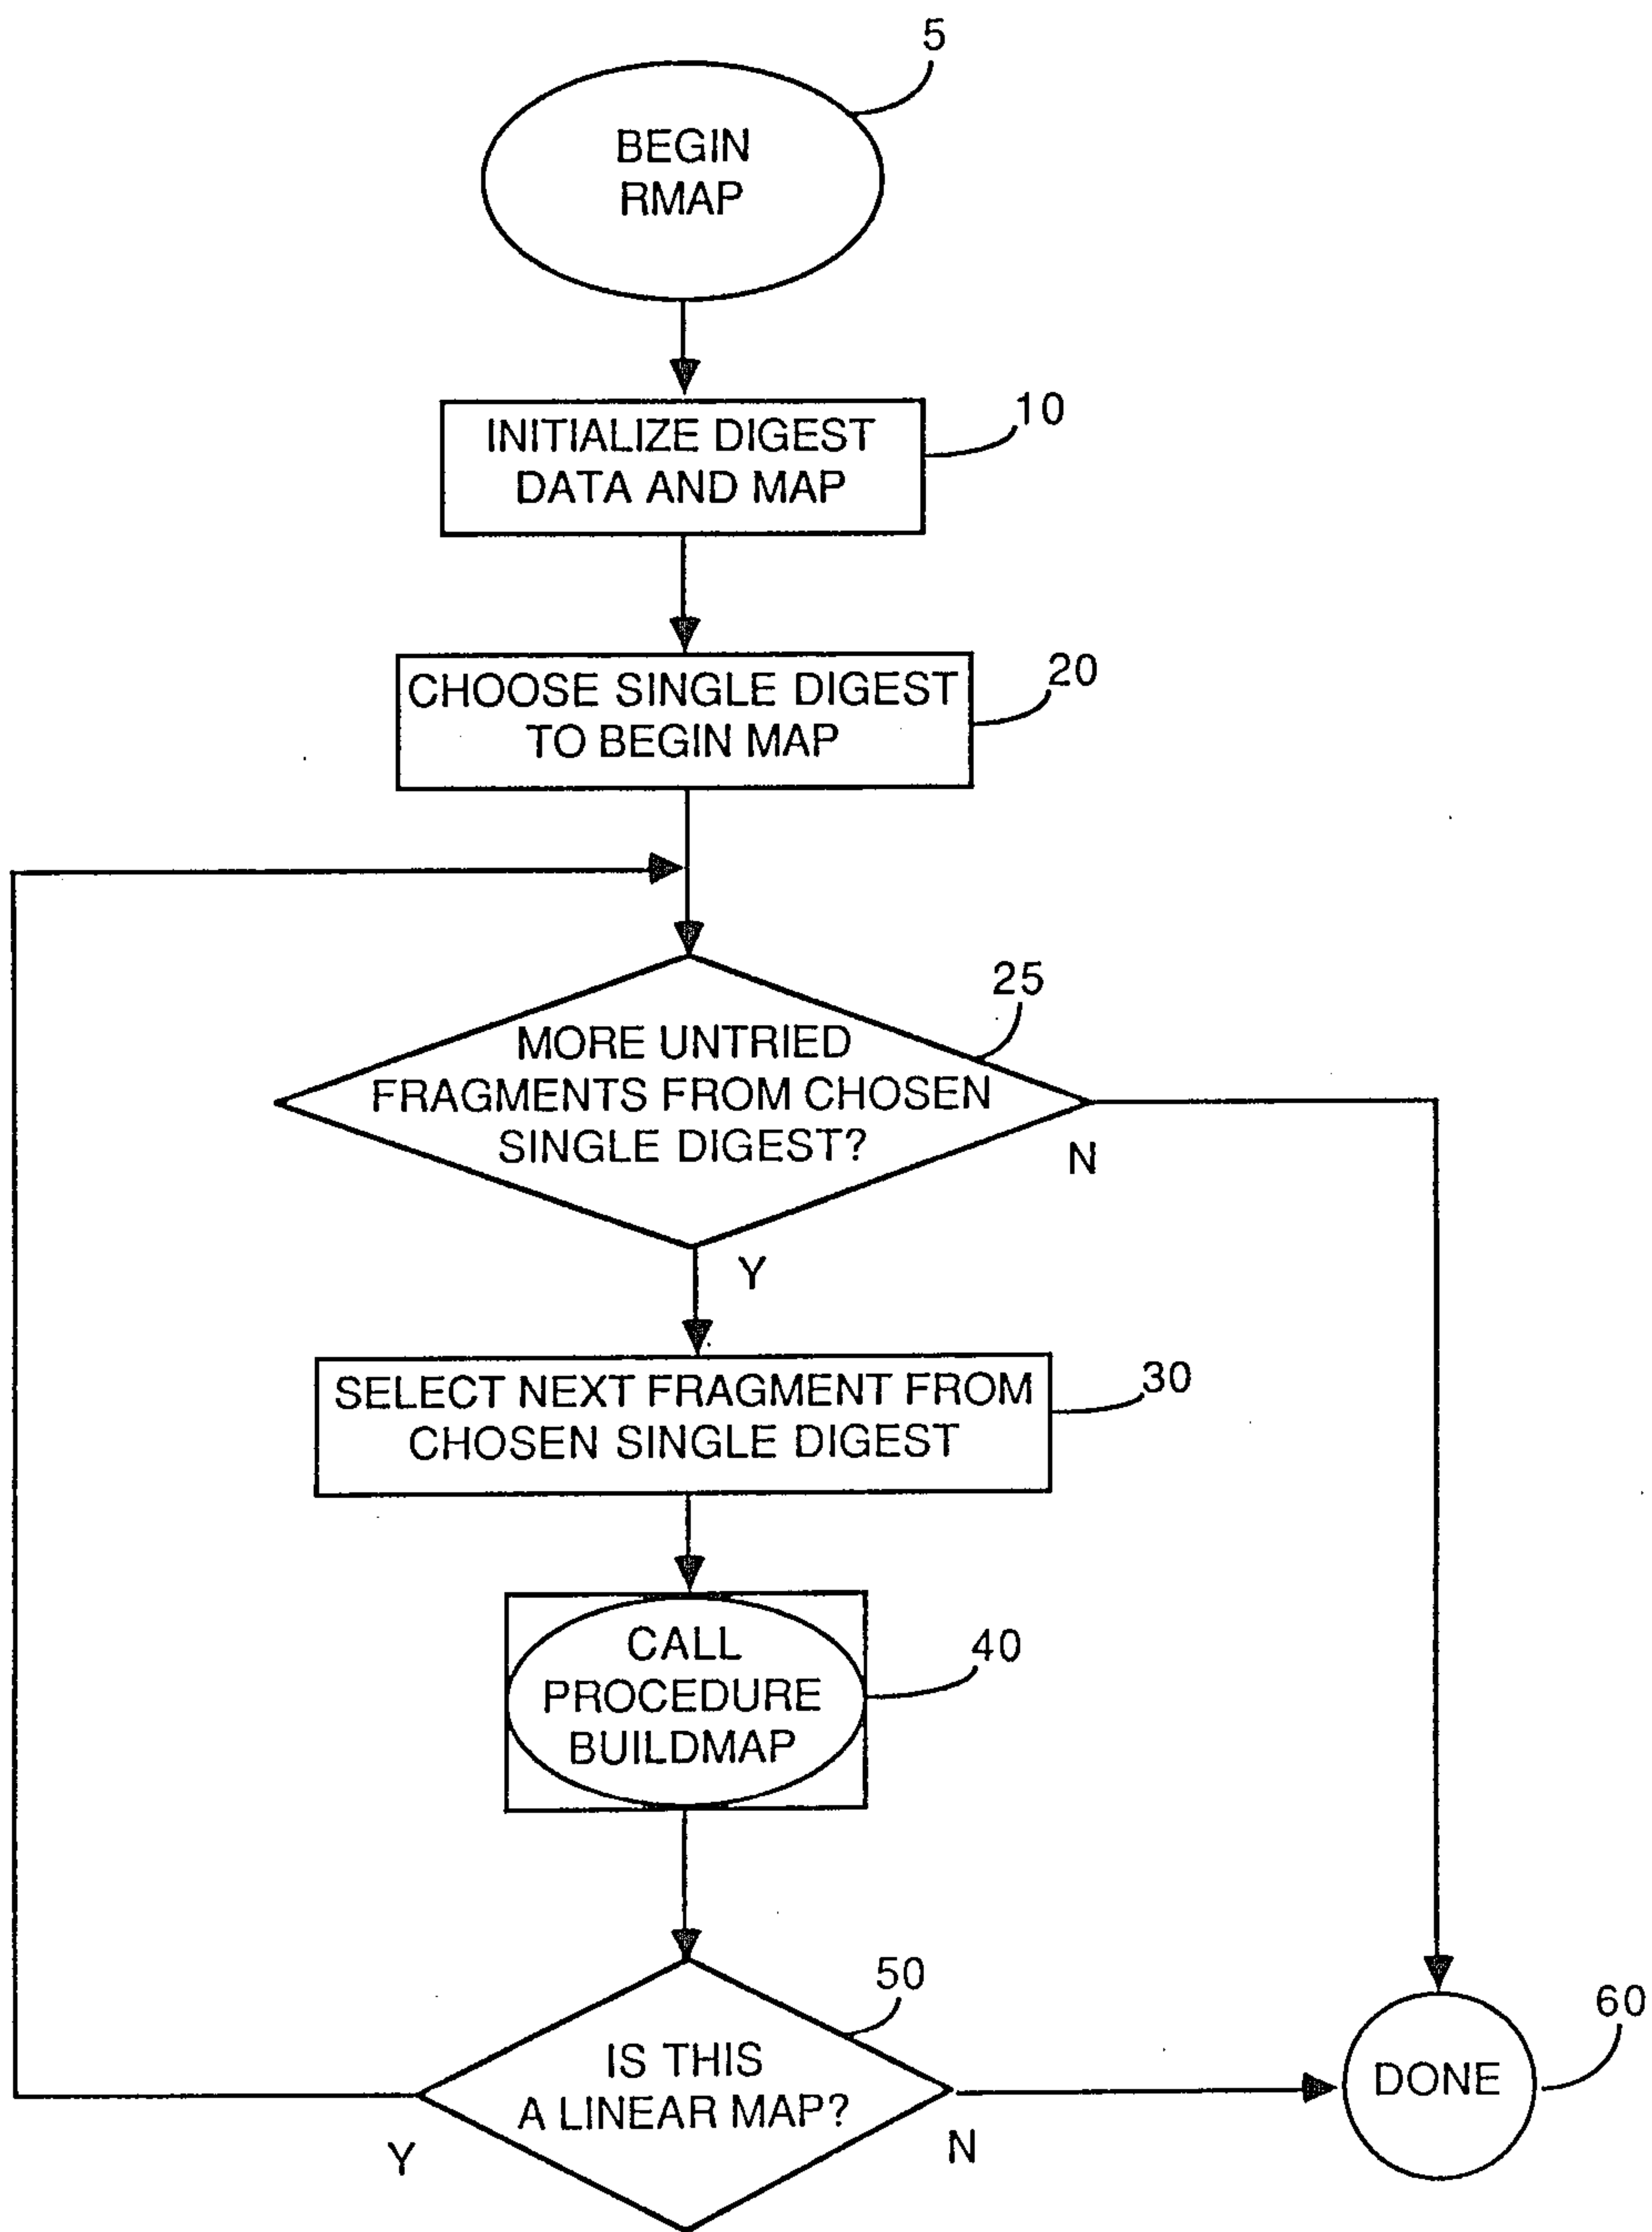 5
BEGIN
RMAP
10
INITIALIZE DIGEST
DATA AND MAP
20
CHOOSE SINGLE DIGEST
TO BEGIN MAP
25
MORE UNTRIED
FRAGMENTS FROM CHOSEN
SINGLE DIGEST?
N
Y
30
SELECT NEXT FRAGMENT FROM
CHOSEN SINGLE DIGEST
40
CALL
PROCEDURE
BUILDMAP
50
IS THIS
A LINEAR MAP?
Y
N
60
DONE